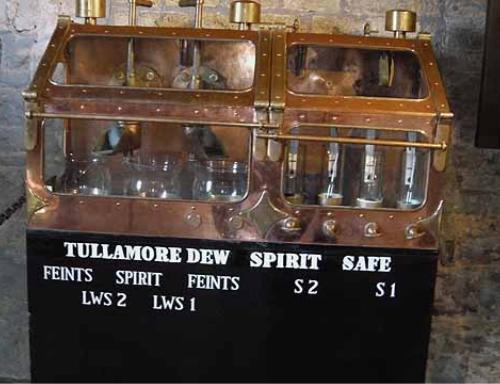 TULLAMORE DEW SPIRIT SAFE
FEINTS SPIRIT FEINTS S 2 S 1
LWS 2 LWS 1